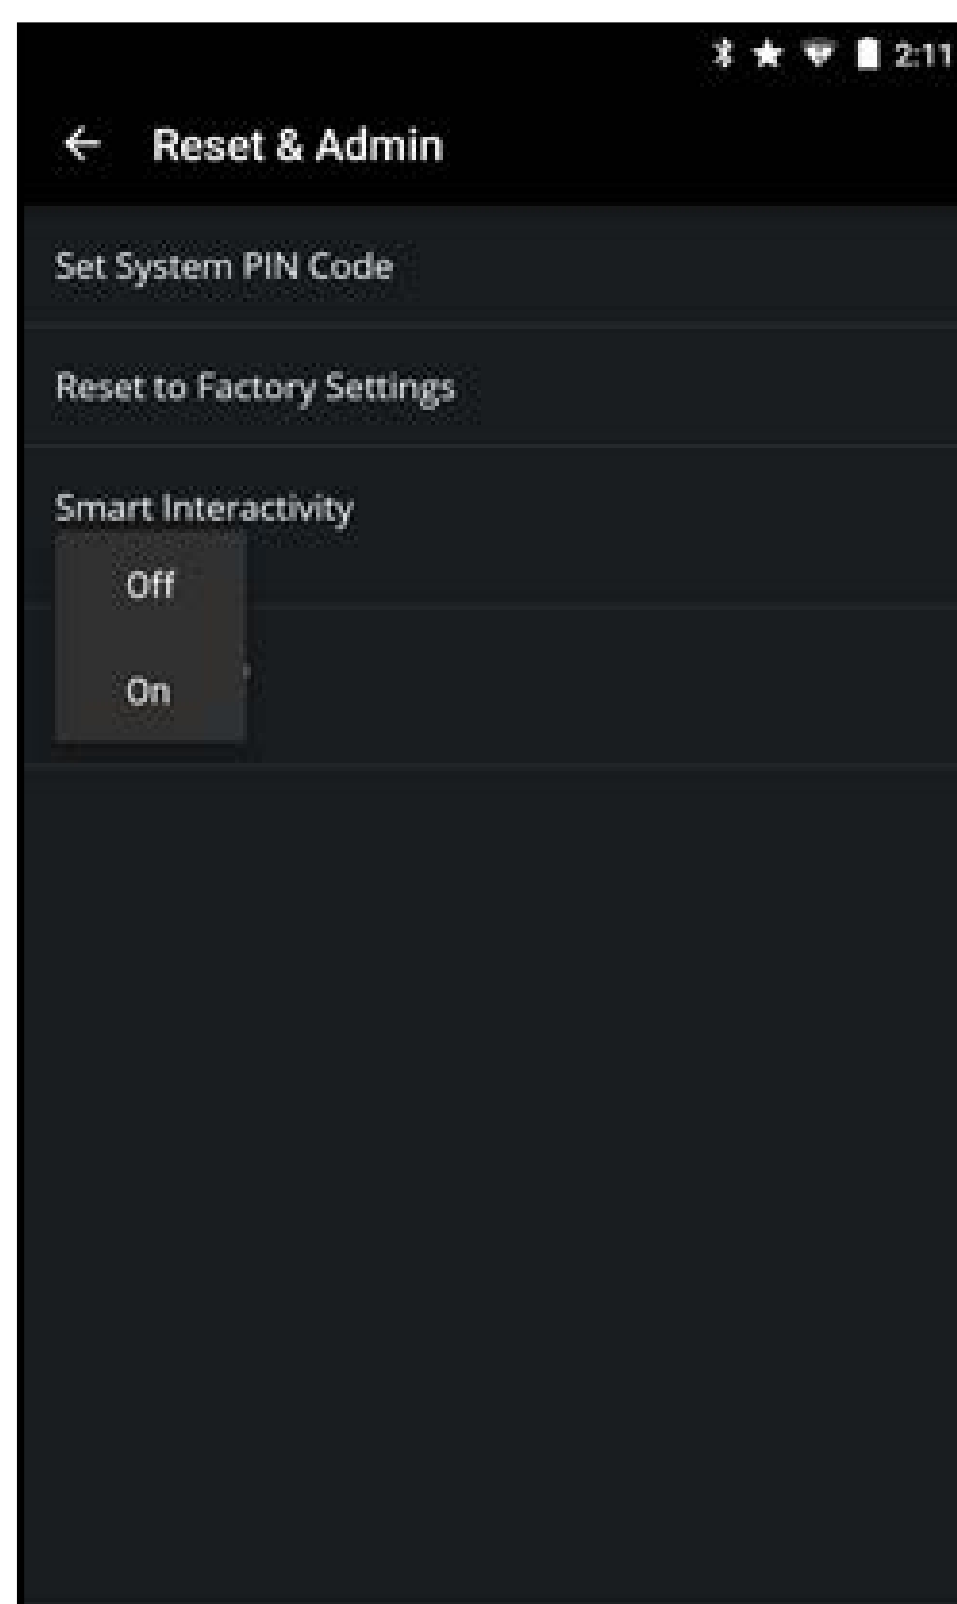 2:11
Reset & Admin
Set System PIN Code
Reset to Factory Settings
Smart Interactivity
Off
On